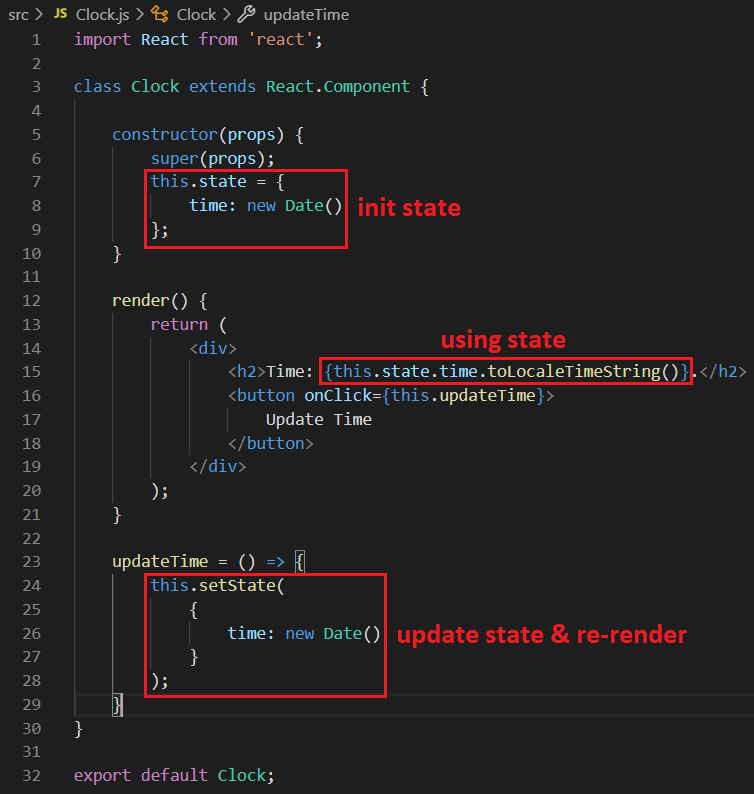 src > JS Clock.js > Clock > updateTime
1 import React from 'react';
2
3 class Clock extends React.Component {
4
5 constructor(props) {
6 super(props);
7 this.state = {
8 time: new Date() init state
9 };
10 }
11
12 render() {
13 return (
using state
14 <div>
15 <h2>Time: {this.state.time.toLocaleTimeString()}.</h2>
16 <button onClick={this.updateTime}>
17 Update Time
18 </button>
19 </div>
20 );
21 }
22
23 updateTime = () => {
24 this.setState(
25 {
26 time: new Date() update state & re-render
27 }
28 );
29 }
30 }
31
32 export default Clock;